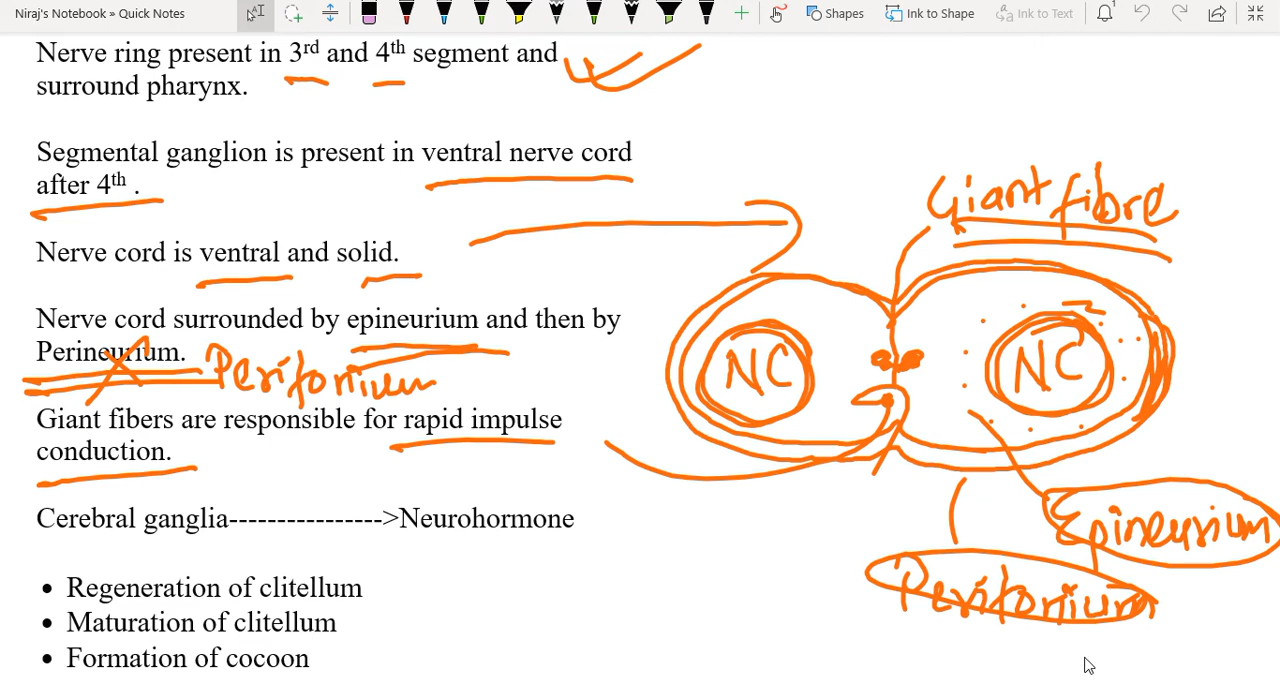 Niraj's Notebook » Quick Notes
Shapes
Ink to Shape
Ink to Text
Nerve ring present in 3rd and 4th segment and
surround pharynx.
Segmental ganglion is present in ventral nerve cord
after 4th .
Nerve cord is ventral and solid.
Nerve cord surrounded by epineurium and then by
Perineurium.
Peritonium
Giant fibers are responsible for rapid impulse
conduction.
Cerebral ganglia---------------->Neurohormone
• Regeneration of clitellum
• Maturation of clitellum
• Formation of cocoon
Giant fibre
NC
NC
Epineurium
Peritonium